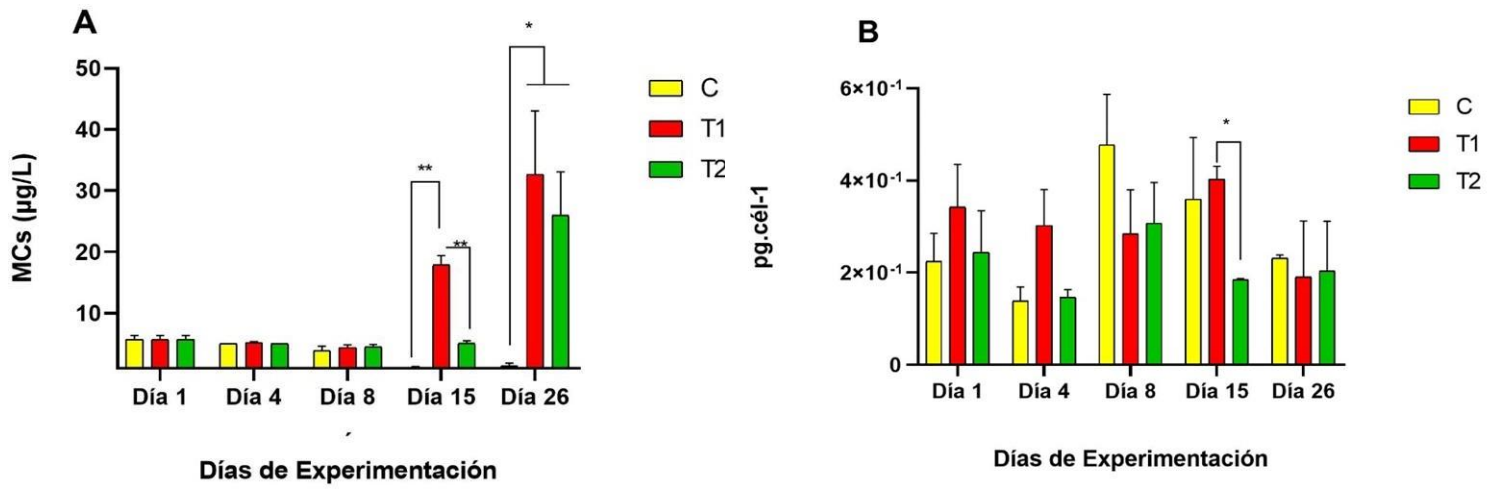 A
MCs (µg/L)
50
40
30
20
10
**
**
*
C
T1
T2
Día 1 Día 4 Día 8 Día 15 Día 26
´
Días de Experimentación
B
pg.cél-1
6×10⁻¹
4×10⁻¹
2×10⁻¹
0
*
C
T1
T2
Día 1 Día 4 Día 8 Día 15 Día 26
Días de Experimentación